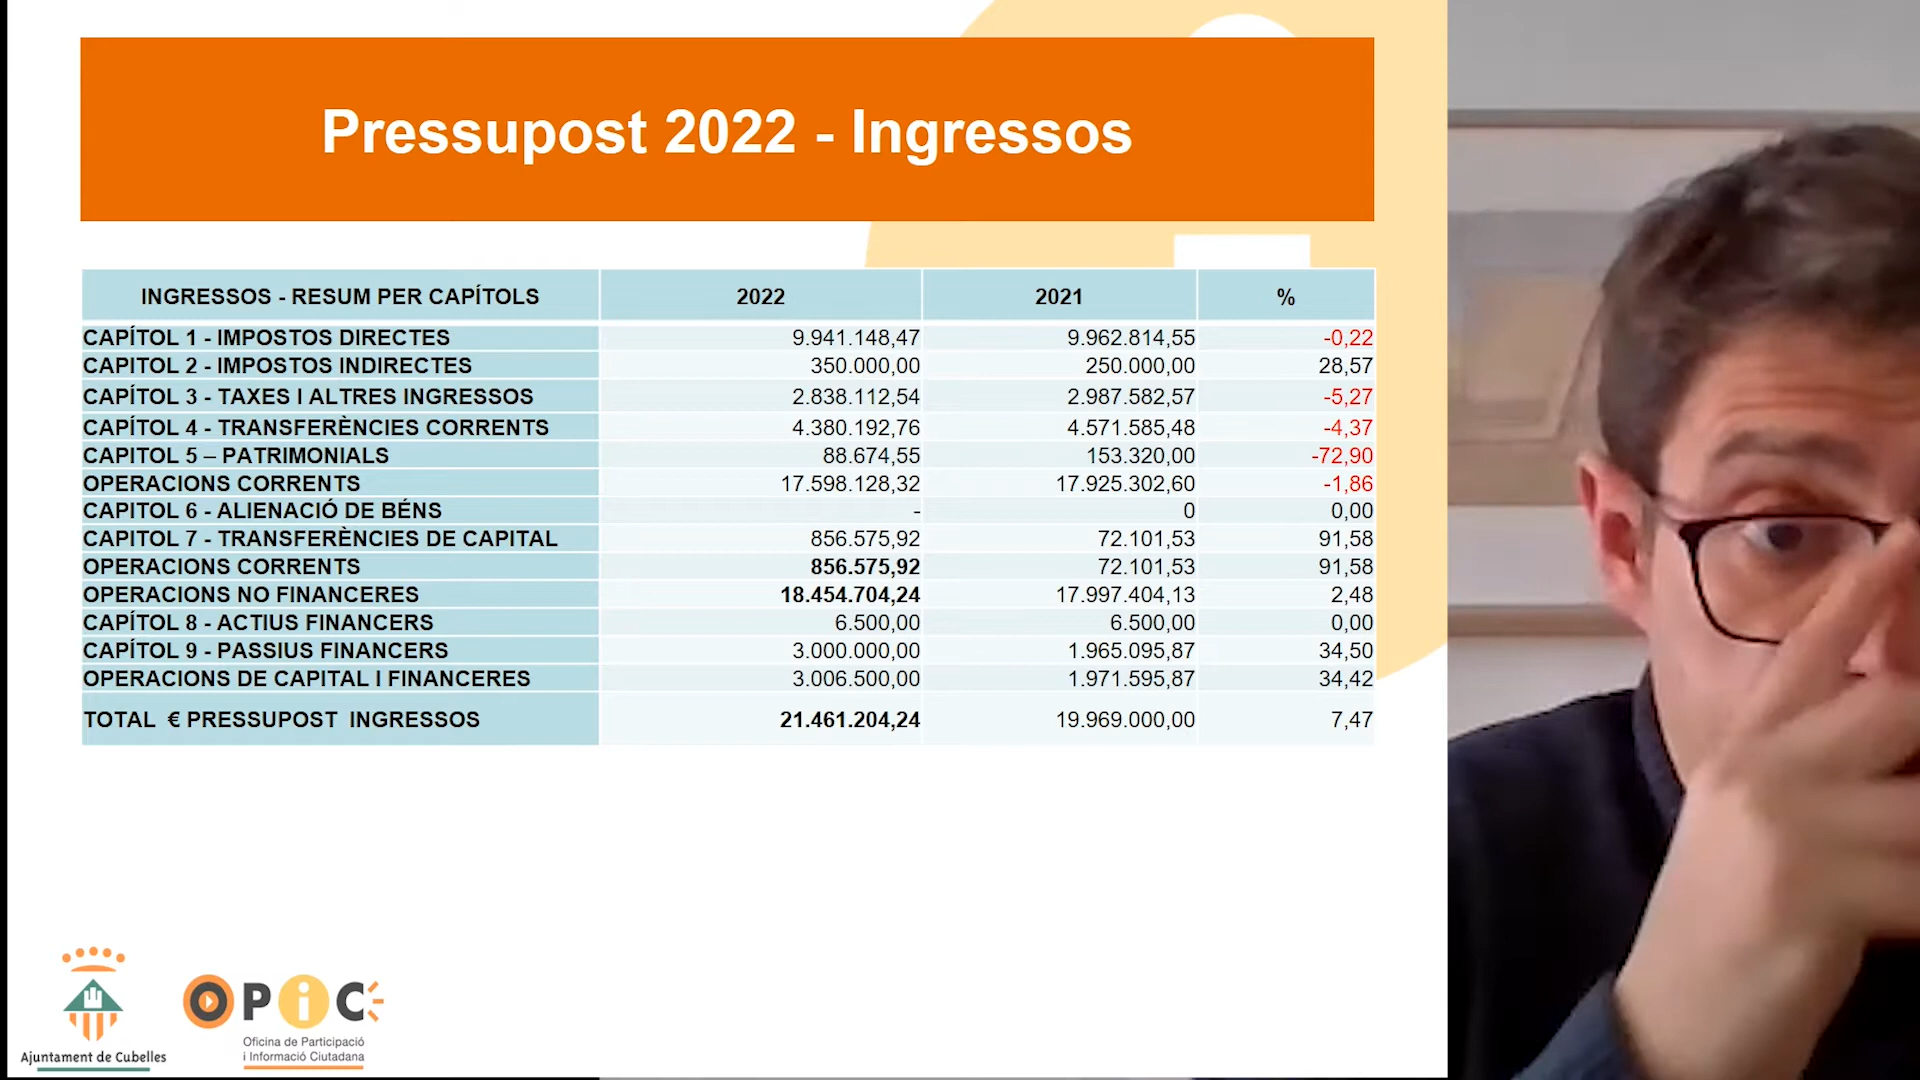 Pressupost 2022 - Ingressos
INGRESSOS - RESUM PER CAPÍTOLS 2022 2021 %
CAPÍTOL 1 - IMPOSTOS DIRECTES 9.941.148,47 9.962.814,55 -0,22
CAPITOL 2 - IMPOSTOS INDIRECTES 350.000,00 250.000,00 28,57
CAPÍTOL 3 - TAXES I ALTRES INGRESSOS 2.838.112,54 2.987.582,57 -5,27
CAPÍTOL 4 - TRANSFERÈNCIES CORRENTS 4.380.192,76 4.571.585,48 -4,37
CAPITOL 5 – PATRIMONIALS 88.674,55 153.320,00 -72,90
OPERACIONS CORRENTS 17.598.128,32 17.925.302,60 -1,86
CAPITOL 6 - ALIENACIÓ DE BÉNS - 0 0,00
CAPITOL 7 - TRANSFERÈNCIES DE CAPITAL 856.575,92 72.101,53 91,58
OPERACIONS CORRENTS 856.575,92 72.101,53 91,58
OPERACIONS NO FINANCERES 18.454.704,24 17.997.404,13 2,48
CAPÍTOL 8 - ACTIUS FINANCERS 6.500,00 6.500,00 0,00
CAPÍTOL 9 - PASSIUS FINANCERS 3.000.000,00 1.965.095,87 34,50
OPERACIONS DE CAPITAL I FINANCERES 3.006.500,00 1.971.595,87 34,42
TOTAL € PRESSUPOST INGRESSOS 21.461.204,24 19.969.000,00 7,47
Ajuntament de Cubelles
OPiC
Oficina de Participació
i Informació Ciutadana